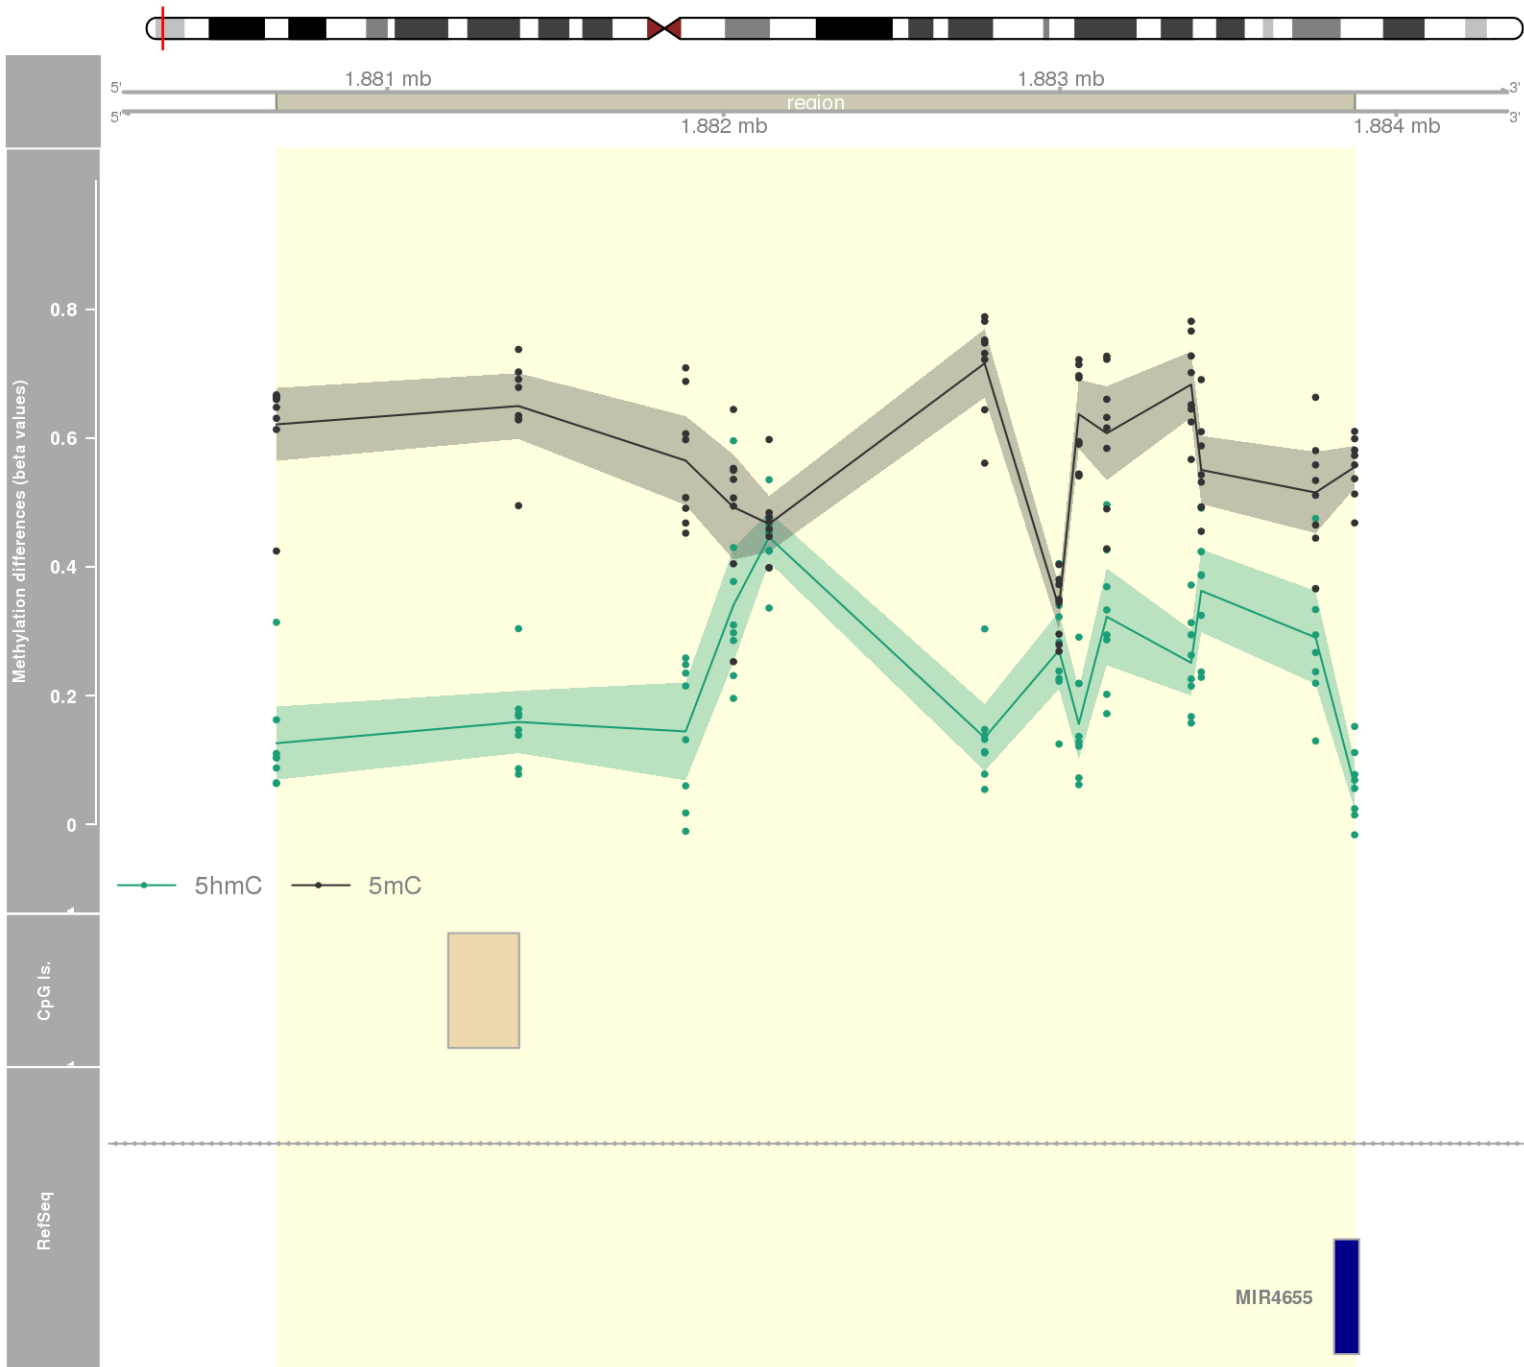 1.881 mb
1.883 mb
5'
3'
region
5'
3'
1.882 mb
1.884 mb
Methylation differences (beta values)
0.8
0.6
0.4
0.2
0
5hmC
5mC
CpG Is.
RefSeq
MIR4655